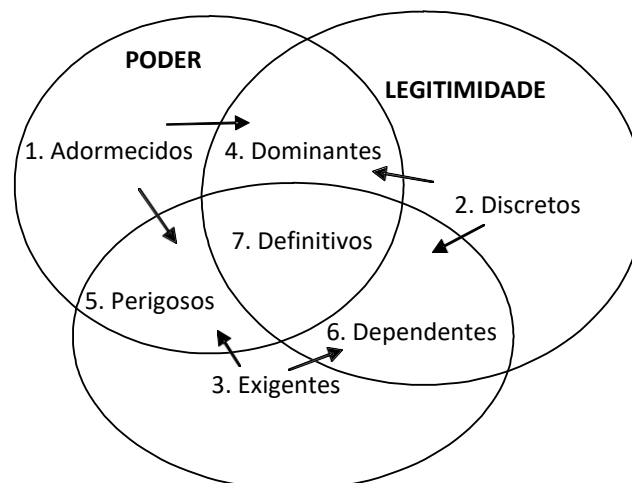 PODER
LEGITIMIDADE
1. Adormecidos
4. Dominantes
2. Discretos
7. Definitivos
5. Perigosos
6. Dependentes
3. Exigentes